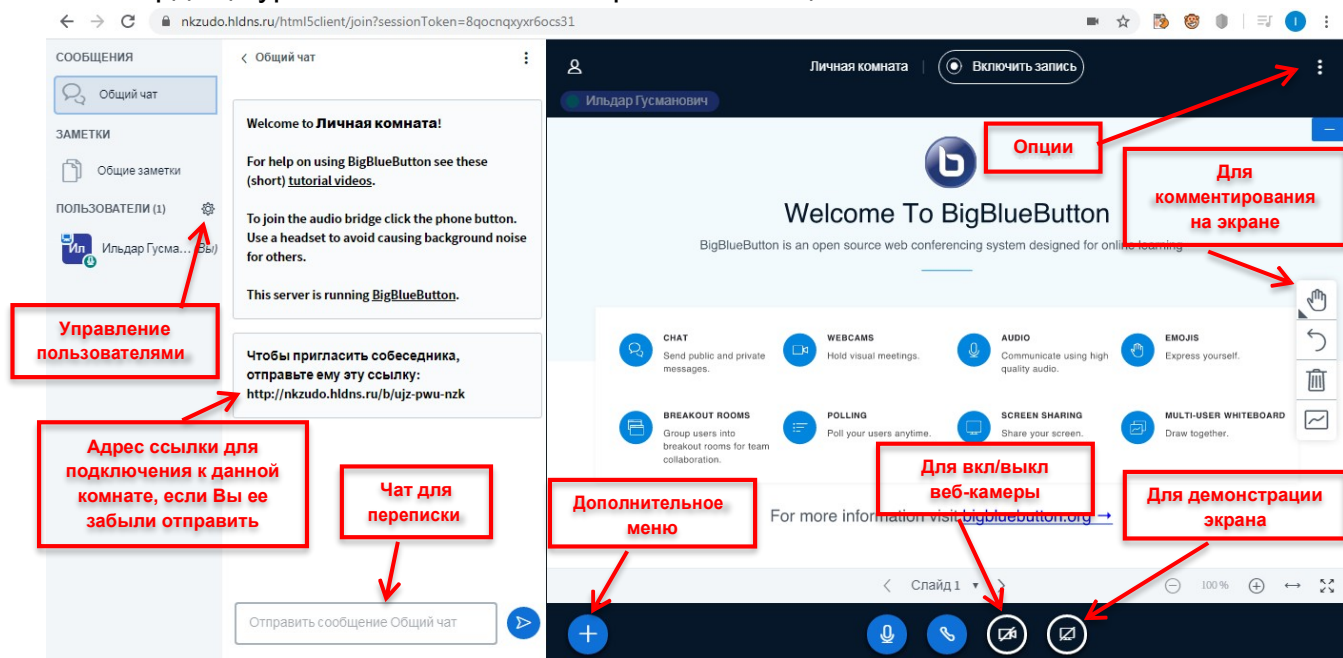 nkzudo.hldns.ru/html5client/join?sessionToken=8qocnqxyxr6ocs31
СООБЩЕНИЯ
Общий чат
ЗАМЕТКИ
Общие заметки
ПОЛЬЗОВАТЕЛИ (1)
Ил
Ильдар Гусма... (Вы)
Управление
пользователями
Адрес ссылки для
подключения к данной
комнате, если Вы ее
забыли отправить
Общий чат
Welcome to Личная комната!
For help on using BigBlueButton see these
(short) tutorial videos.
To join the audio bridge click the phone button.
Use a headset to avoid causing background noise
for others.
This server is running BigBlueButton.
Чтобы пригласить собеседника,
отправьте ему эту ссылку:
http://nkzudo.hldns.ru/b/ujz-pwu-nzk
Чат для
переписки
Отправить сообщение Общий чат
Личная комната
Включить запись
Ильдар Гусманович
Опции
Для
комментирования
на экране
Welcome To BigBlueButton
BigBlueButton is an open source web conferencing system designed for online learning
CHAT
Send public and private
messages.
WEBCAMS
Hold visual meetings.
AUDIO
Communicate using high
quality audio.
EMOJIS
Express yourself.
BREAKOUT ROOMS
Group users into
breakout rooms for team
collaboration.
POLLING
Poll your users anytime.
SCREEN SHARING
Share your screen.
MULTI-USER WHITEBOARD
Draw together.
Дополнительное
меню
Для вкл/выкл
веб-камеры
Для демонстрации
экрана
For more information visit bigbluebutton.org →
Слайд 1
100 %